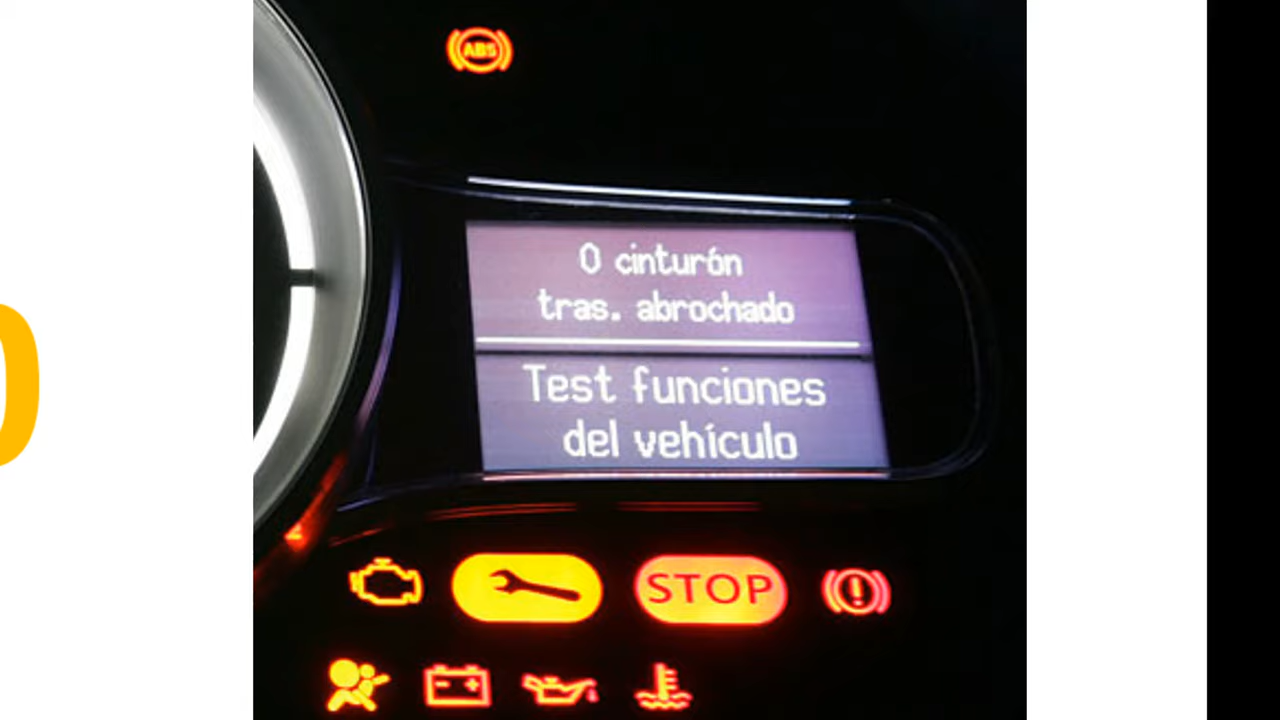 ABS
0 cinturón
tras. abrochado
Test funciones
del vehículo
STOP